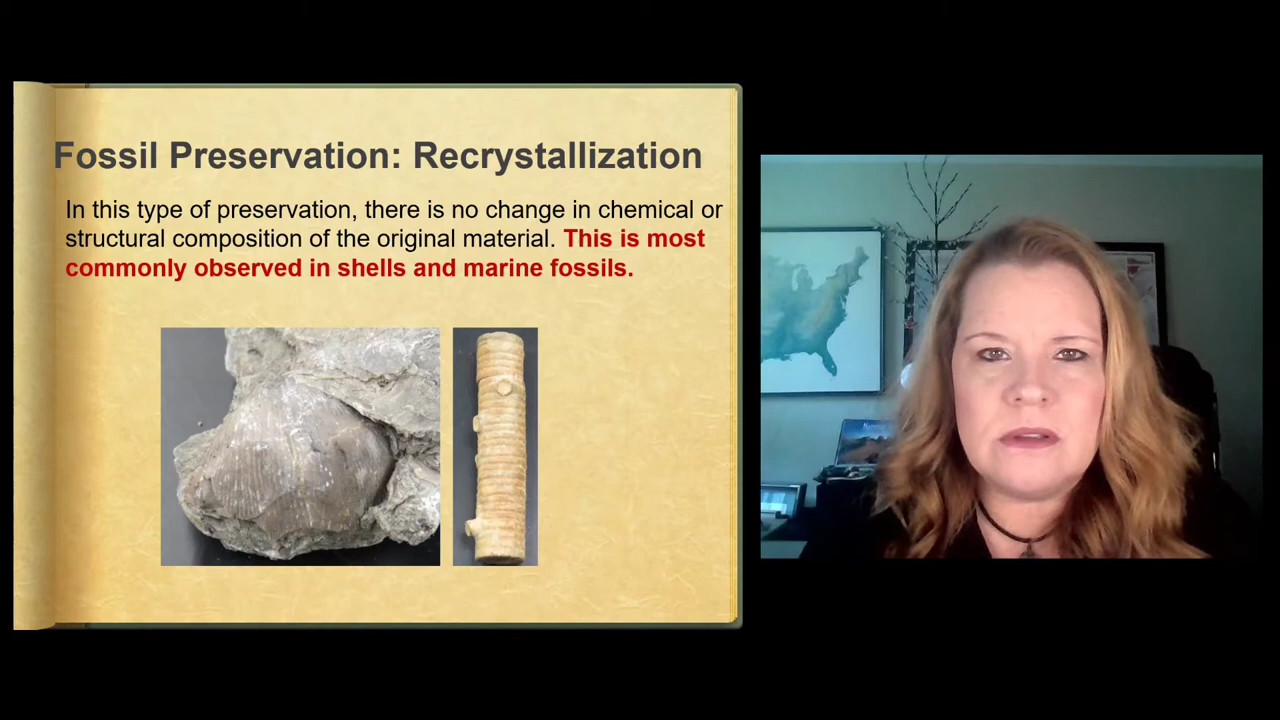 Fossil Preservation: Recrystallization
In this type of preservation, there is no change in chemical or
structural composition of the original material. This is most
commonly observed in shells and marine fossils.